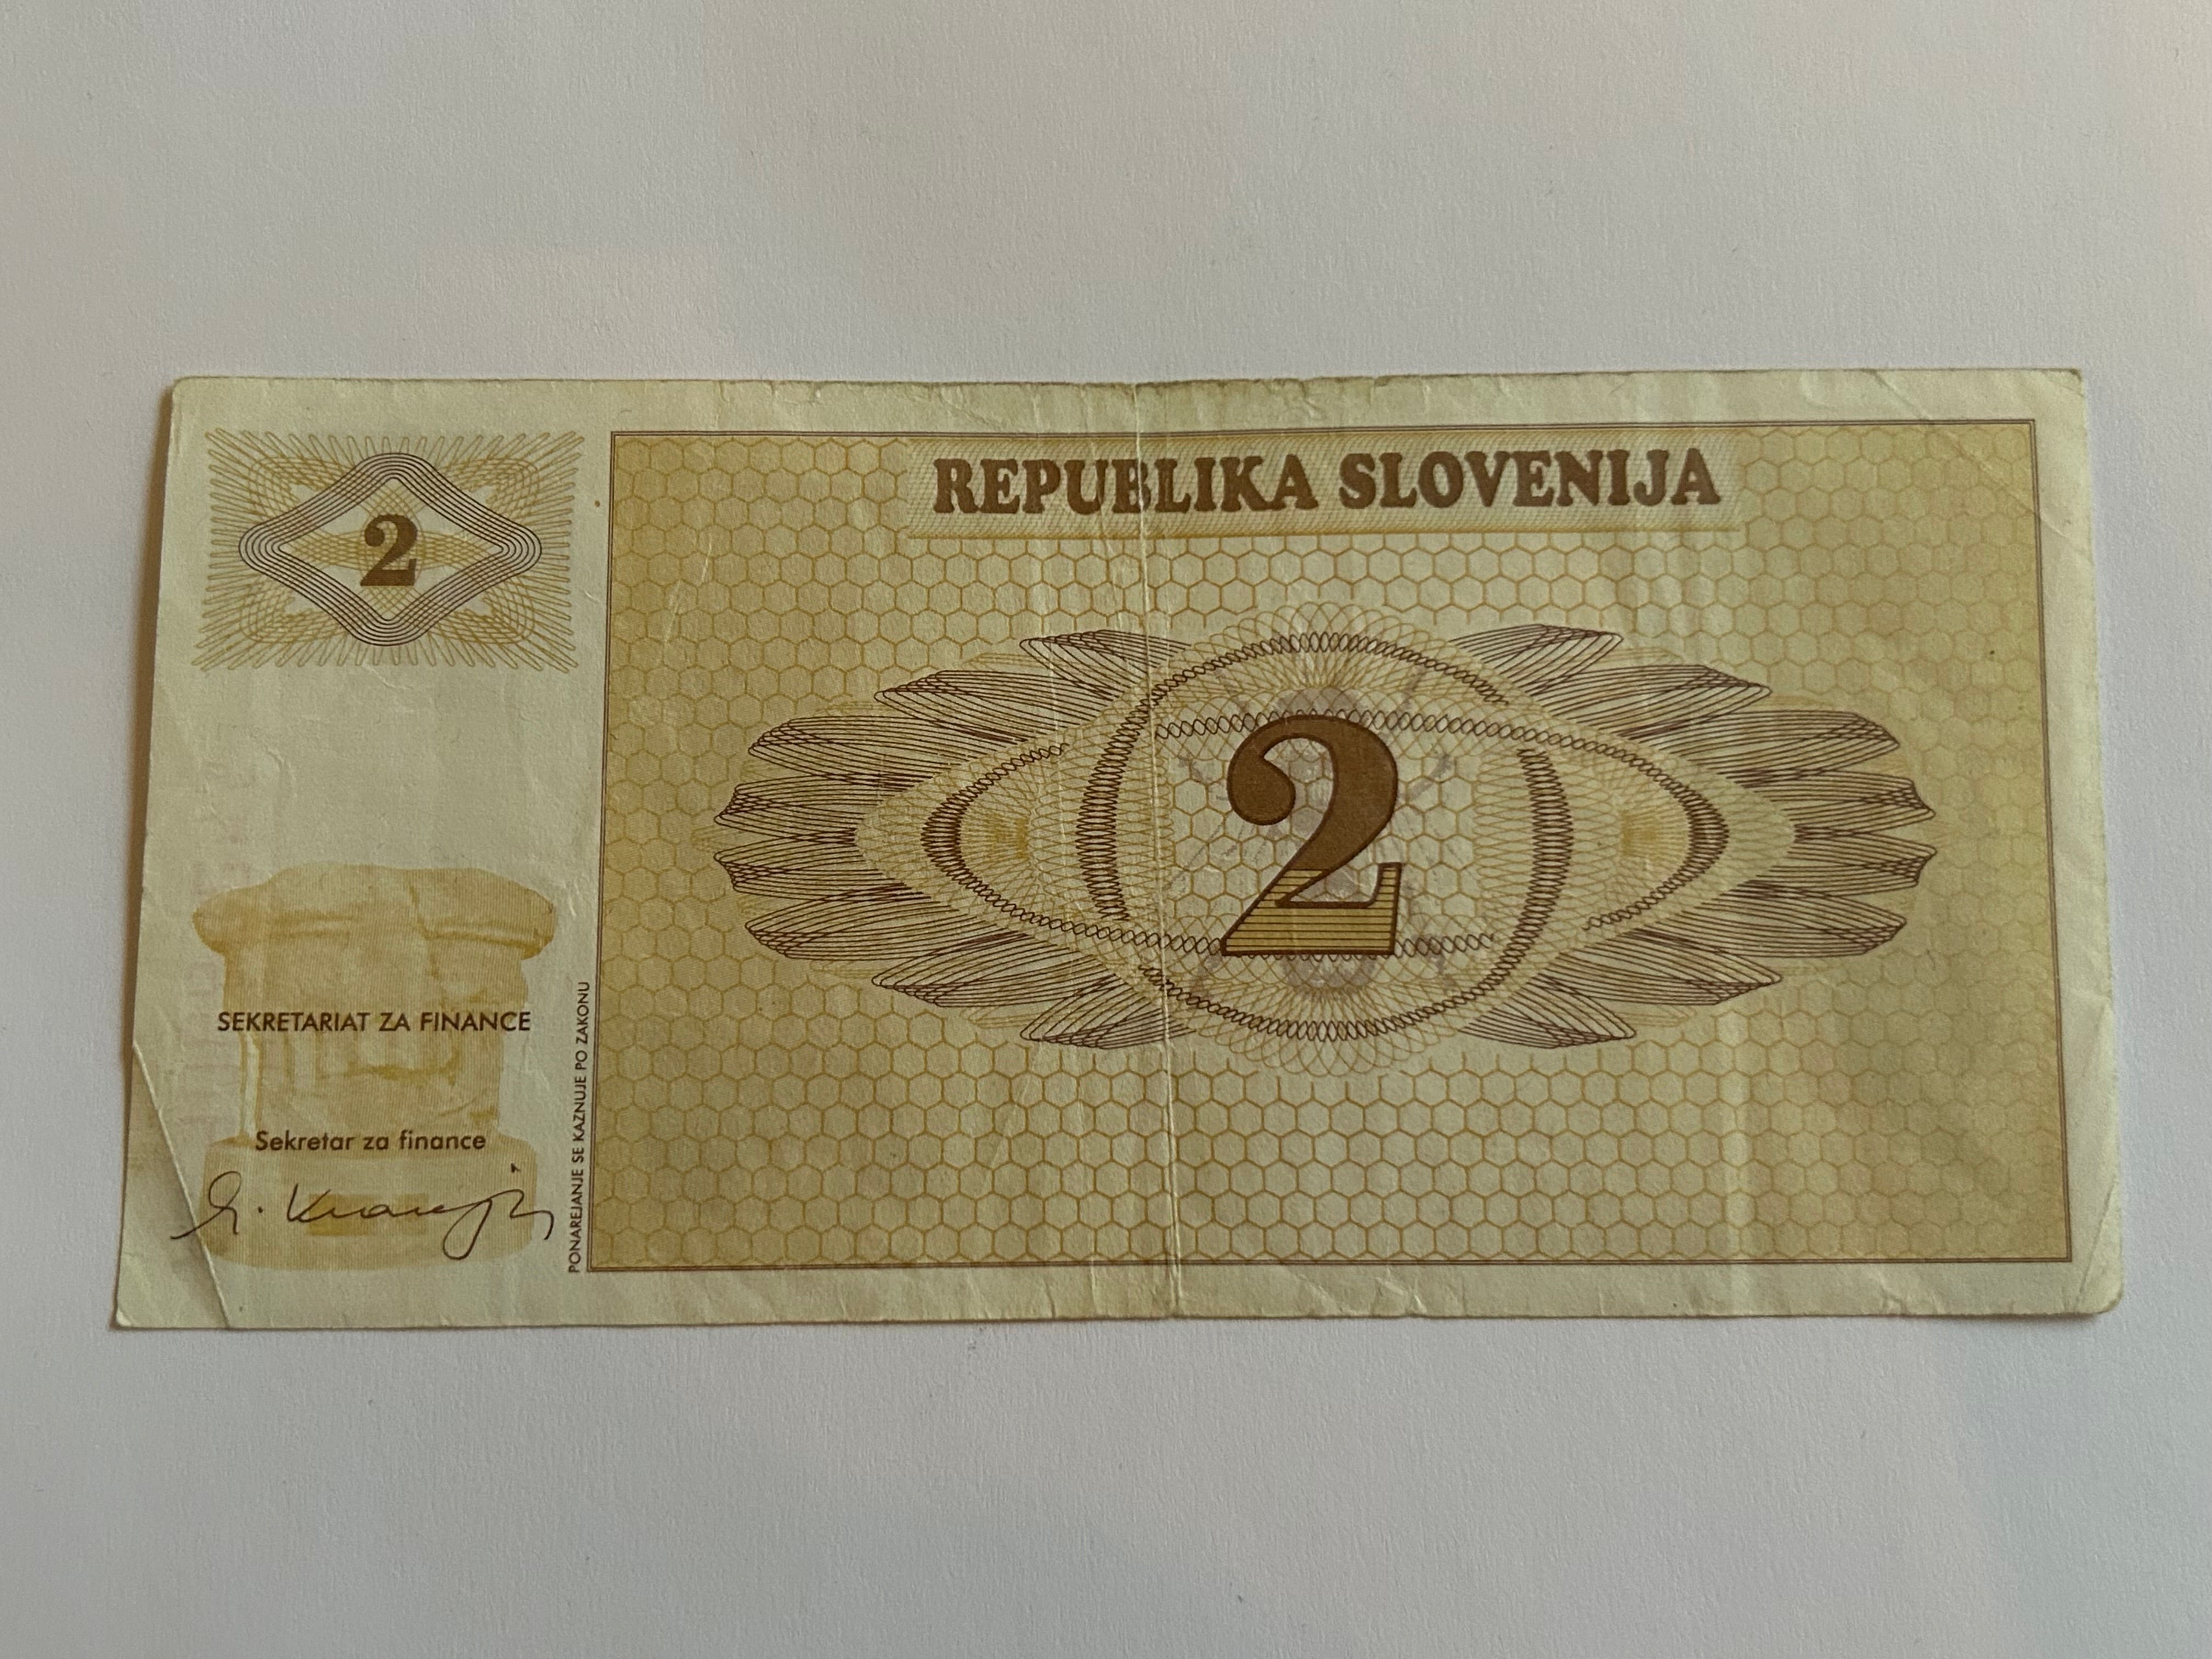 2
REPUBLIKA SLOVENIJA
2
SEKRETARIAT ZA FINANCE
Sekretar za finance
PONAREJANJE SE KAZNUJE PO ZAKONU